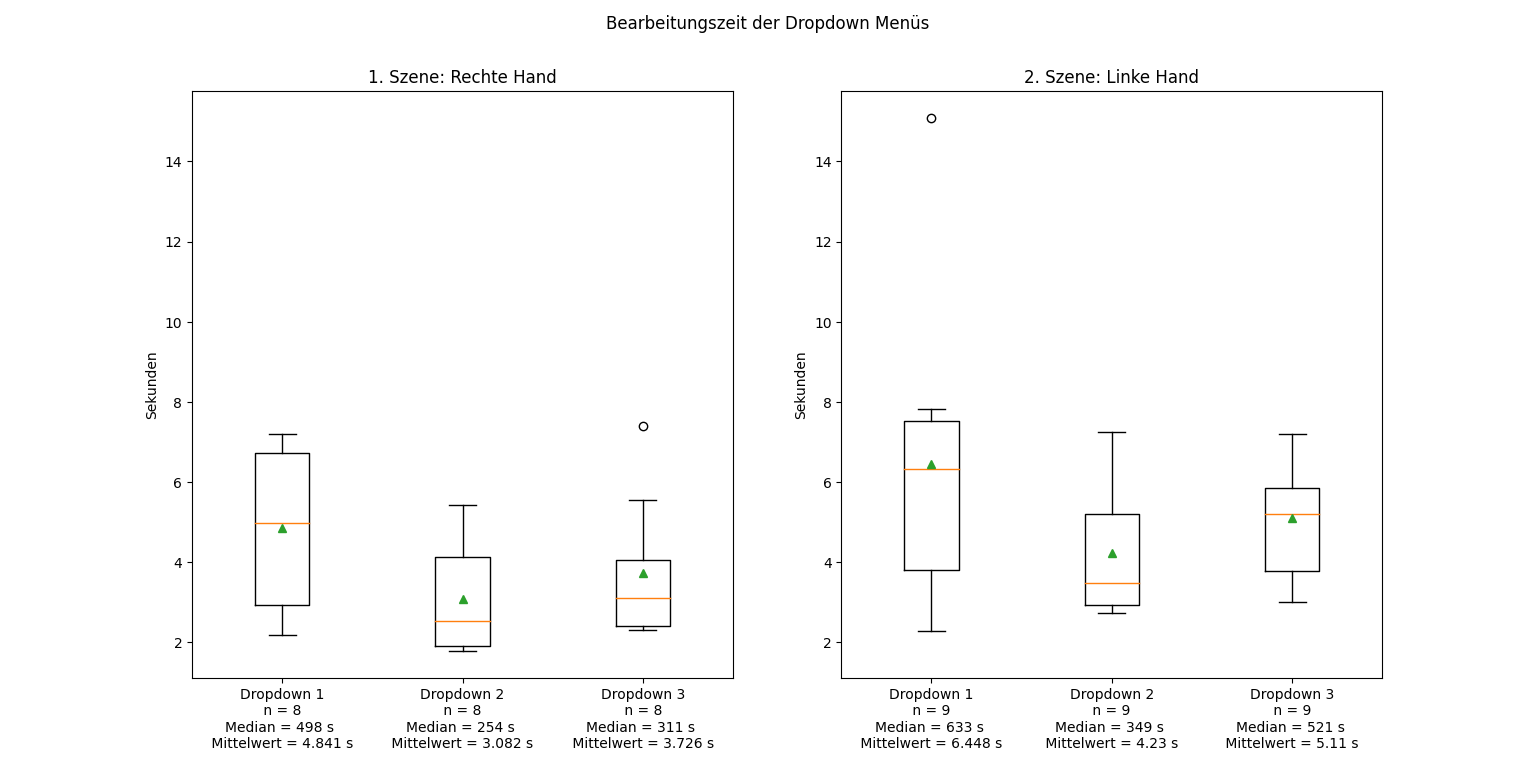 Bearbeitungszeit der Dropdown Menüs
1. Szene: Rechte Hand
Sekunden
14
12
10
8
6
4
2
Dropdown 1
n = 8
Median = 498 s
Mittelwert = 4.841 s
Dropdown 2
n = 8
Median = 254 s
Mittelwert = 3.082 s
Dropdown 3
n = 8
Median = 311 s
Mittelwert = 3.726 s
2. Szene: Linke Hand
Sekunden
14
12
10
8
6
4
2
Dropdown 1
n = 9
Median = 633 s
Mittelwert = 6.448 s
Dropdown 2
n = 9
Median = 349 s
Mittelwert = 4.23 s
Dropdown 3
n = 9
Median = 521 s
Mittelwert = 5.11 s